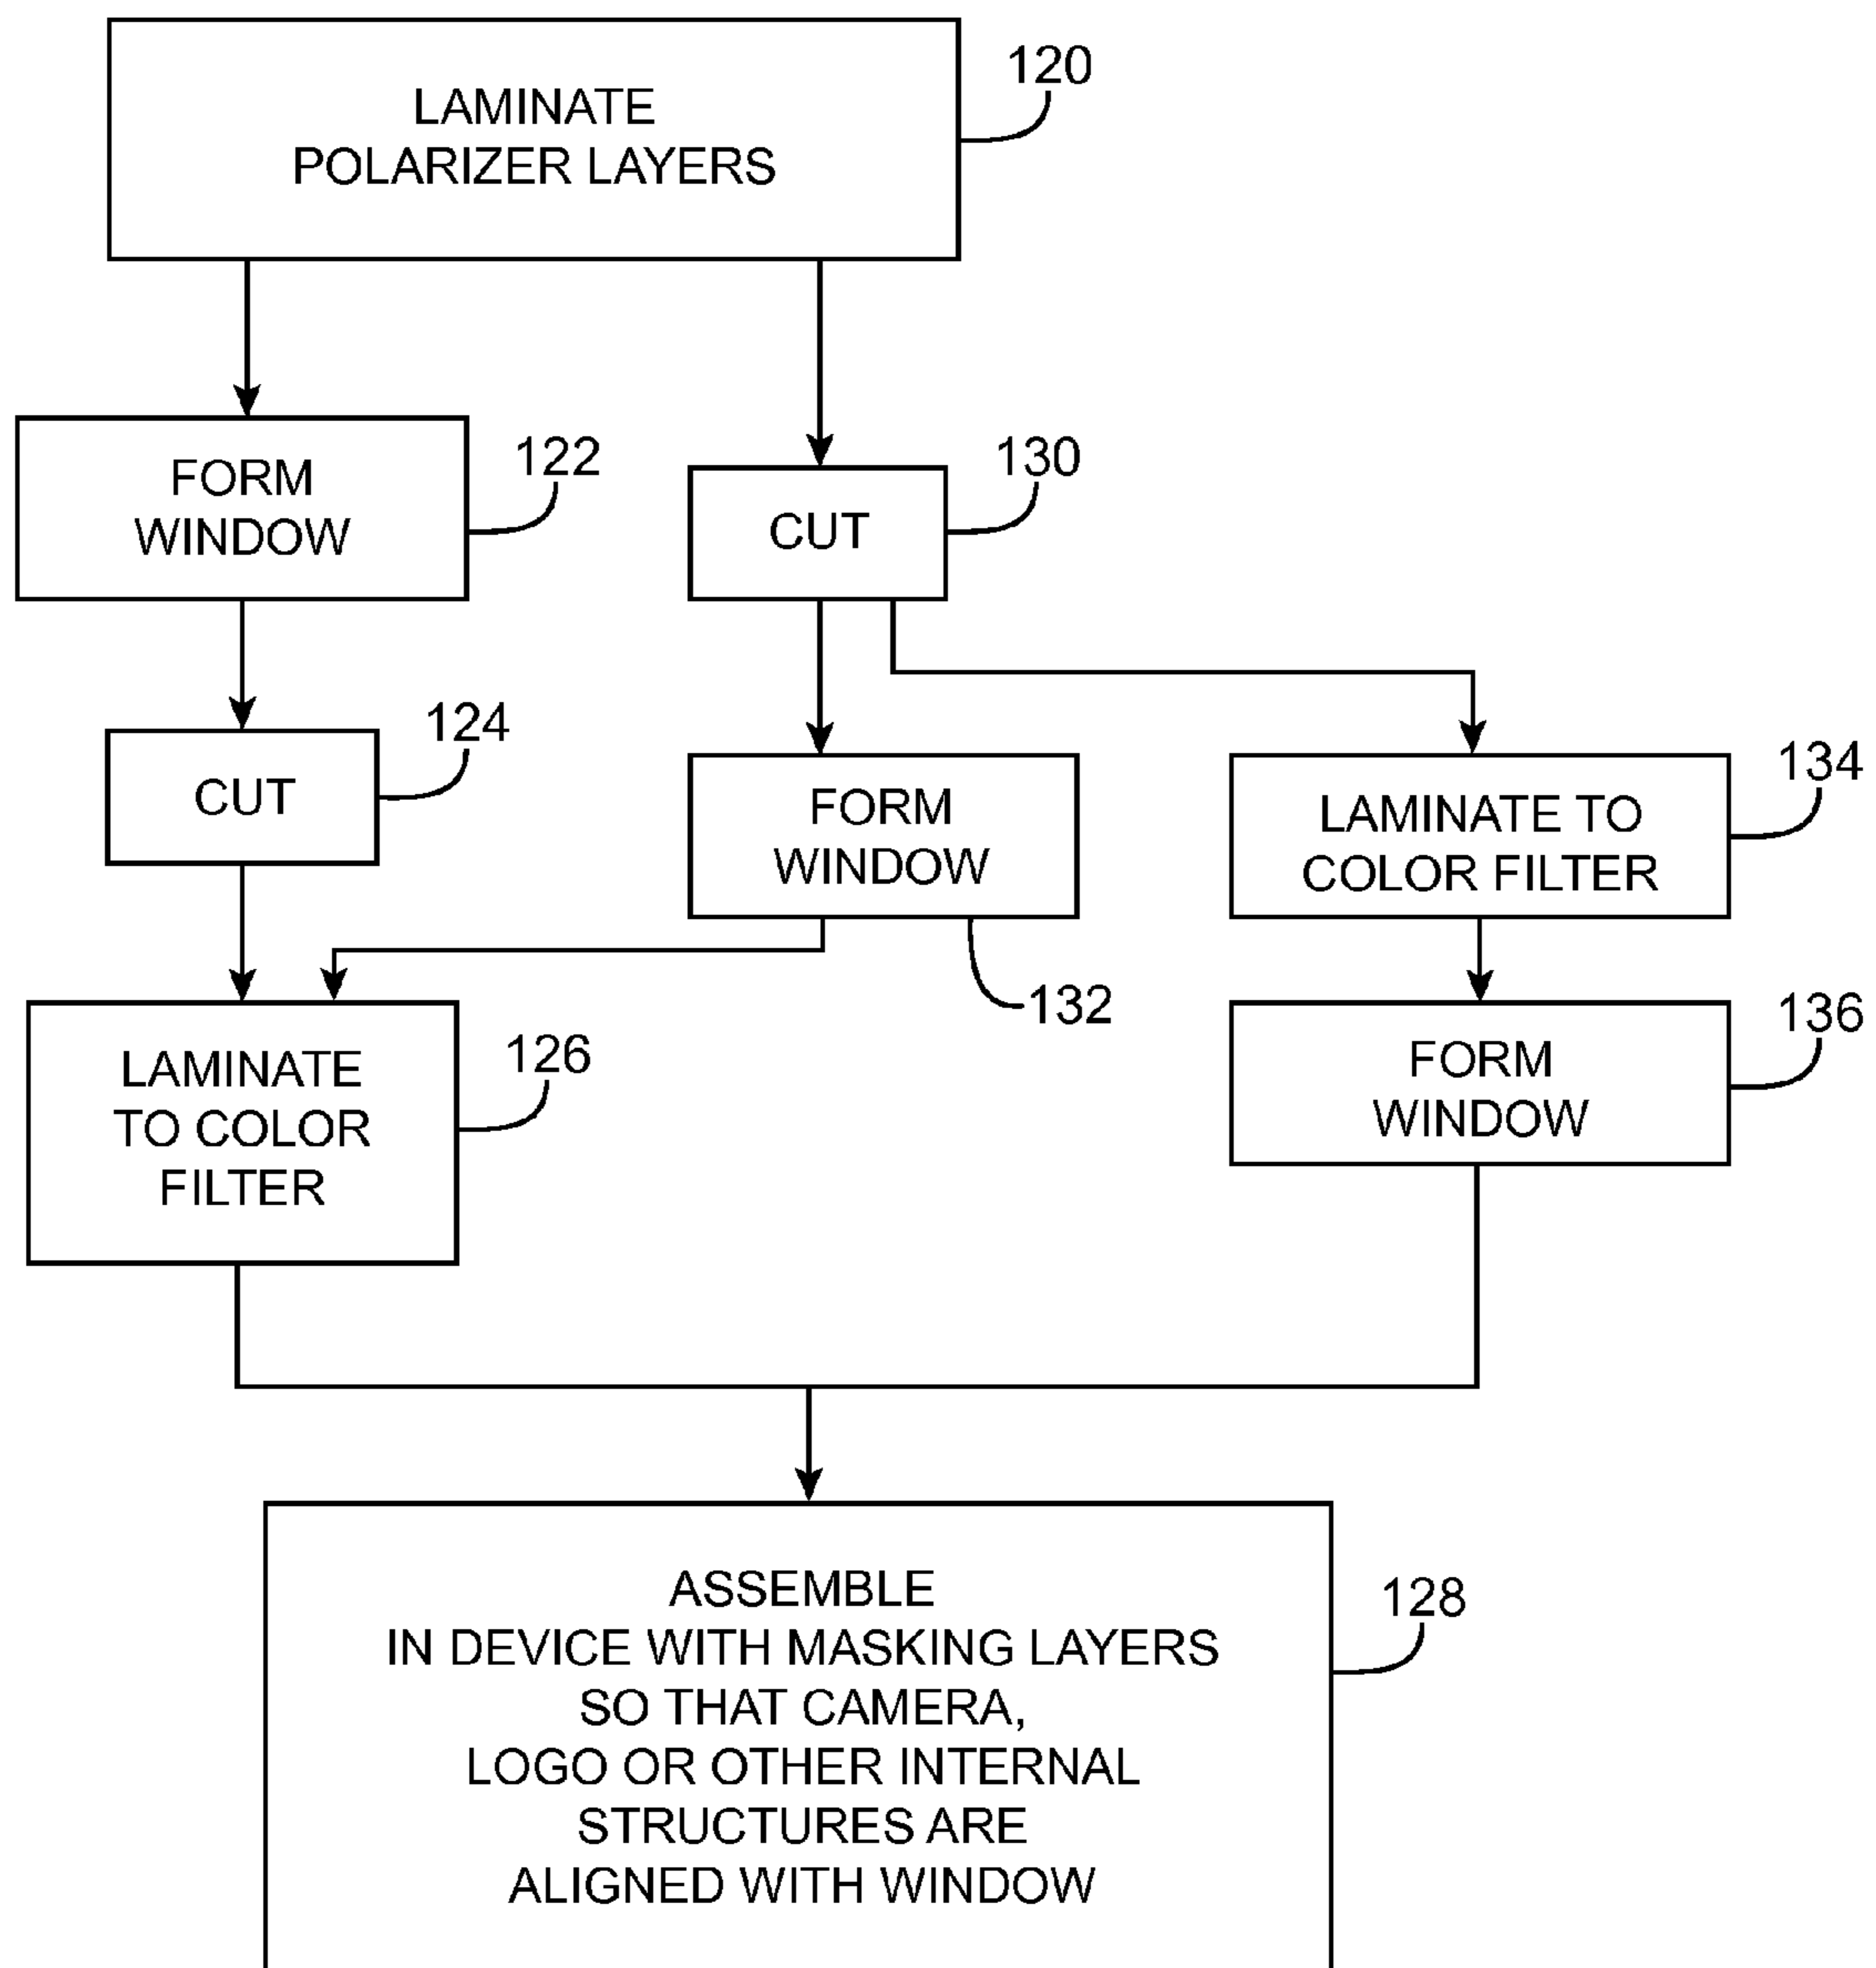 LAMINATE
POLARIZER LAYERS
120
FORM
WINDOW
122
CUT
130
CUT
124
FORM
WINDOW
132
LAMINATE TO
COLOR FILTER
134
LAMINATE
TO COLOR
FILTER
126
FORM
WINDOW
136
ASSEMBLE
IN DEVICE WITH MASKING LAYERS
SO THAT CAMERA,
LOGO OR OTHER INTERNAL
STRUCTURES ARE
ALIGNED WITH WINDOW
128